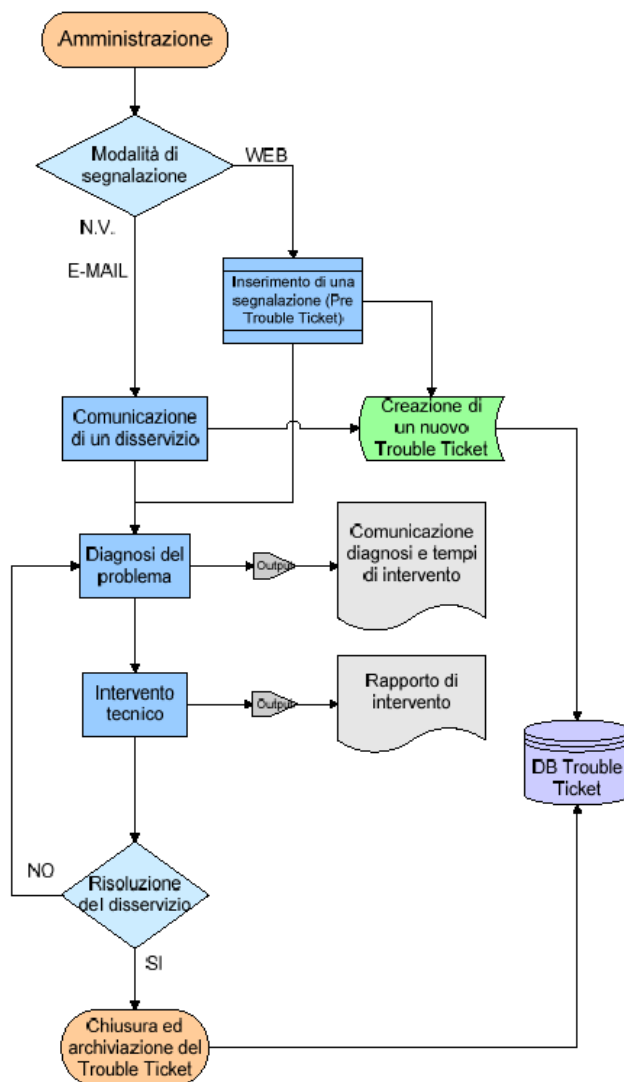 Amministrazione
Modalità di
segnalazione
WEB
N.V.
E-MAIL
Inserimento di una
segnalazione (Pre
Trouble Ticket)
Comunicazione
di un disservizio
Creazione di
un nuovo
Trouble Ticket
Diagnosi del
problema
Output
Comunicazione
diagnosi e tempi
di intervento
Intervento
tecnico
Output
Rapporto di
intervento
DB Trouble
Ticket
NO
Risoluzione
del disservizio
SI
Chiusura ed
archiviazione del
Trouble Ticket